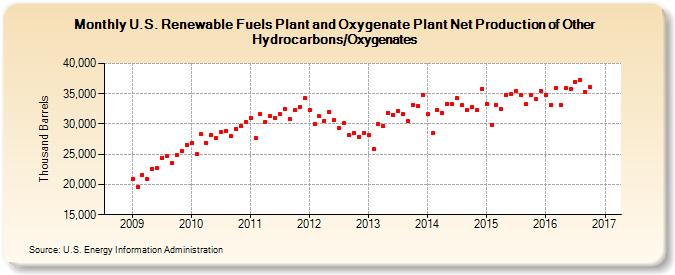 Monthly U.S. Renewable Fuels Plant and Oxygenate Plant Net Production of Other
Hydrocarbons/Oxygenates
Thousand Barrels
40,000
35,000
30,000
25,000
20,000
15,000
2009 2010 2011 2012 2013 2014 2015 2016 2017
Source: U.S. Energy Information Administration